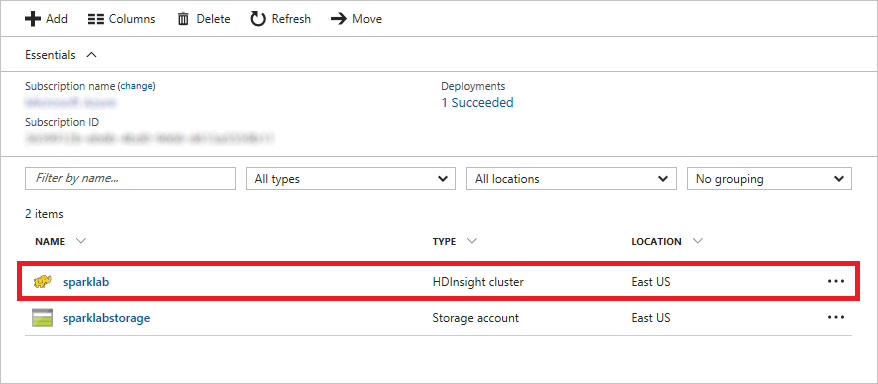 Add Columns Delete Refresh Move
Essentials
Subscription name (change) Deployments
1 Succeeded
Subscription ID
Filter by name... All types All locations No grouping
2 items
NAME TYPE LOCATION
sparklab HDInsight cluster East US
sparklabstorage Storage account East US